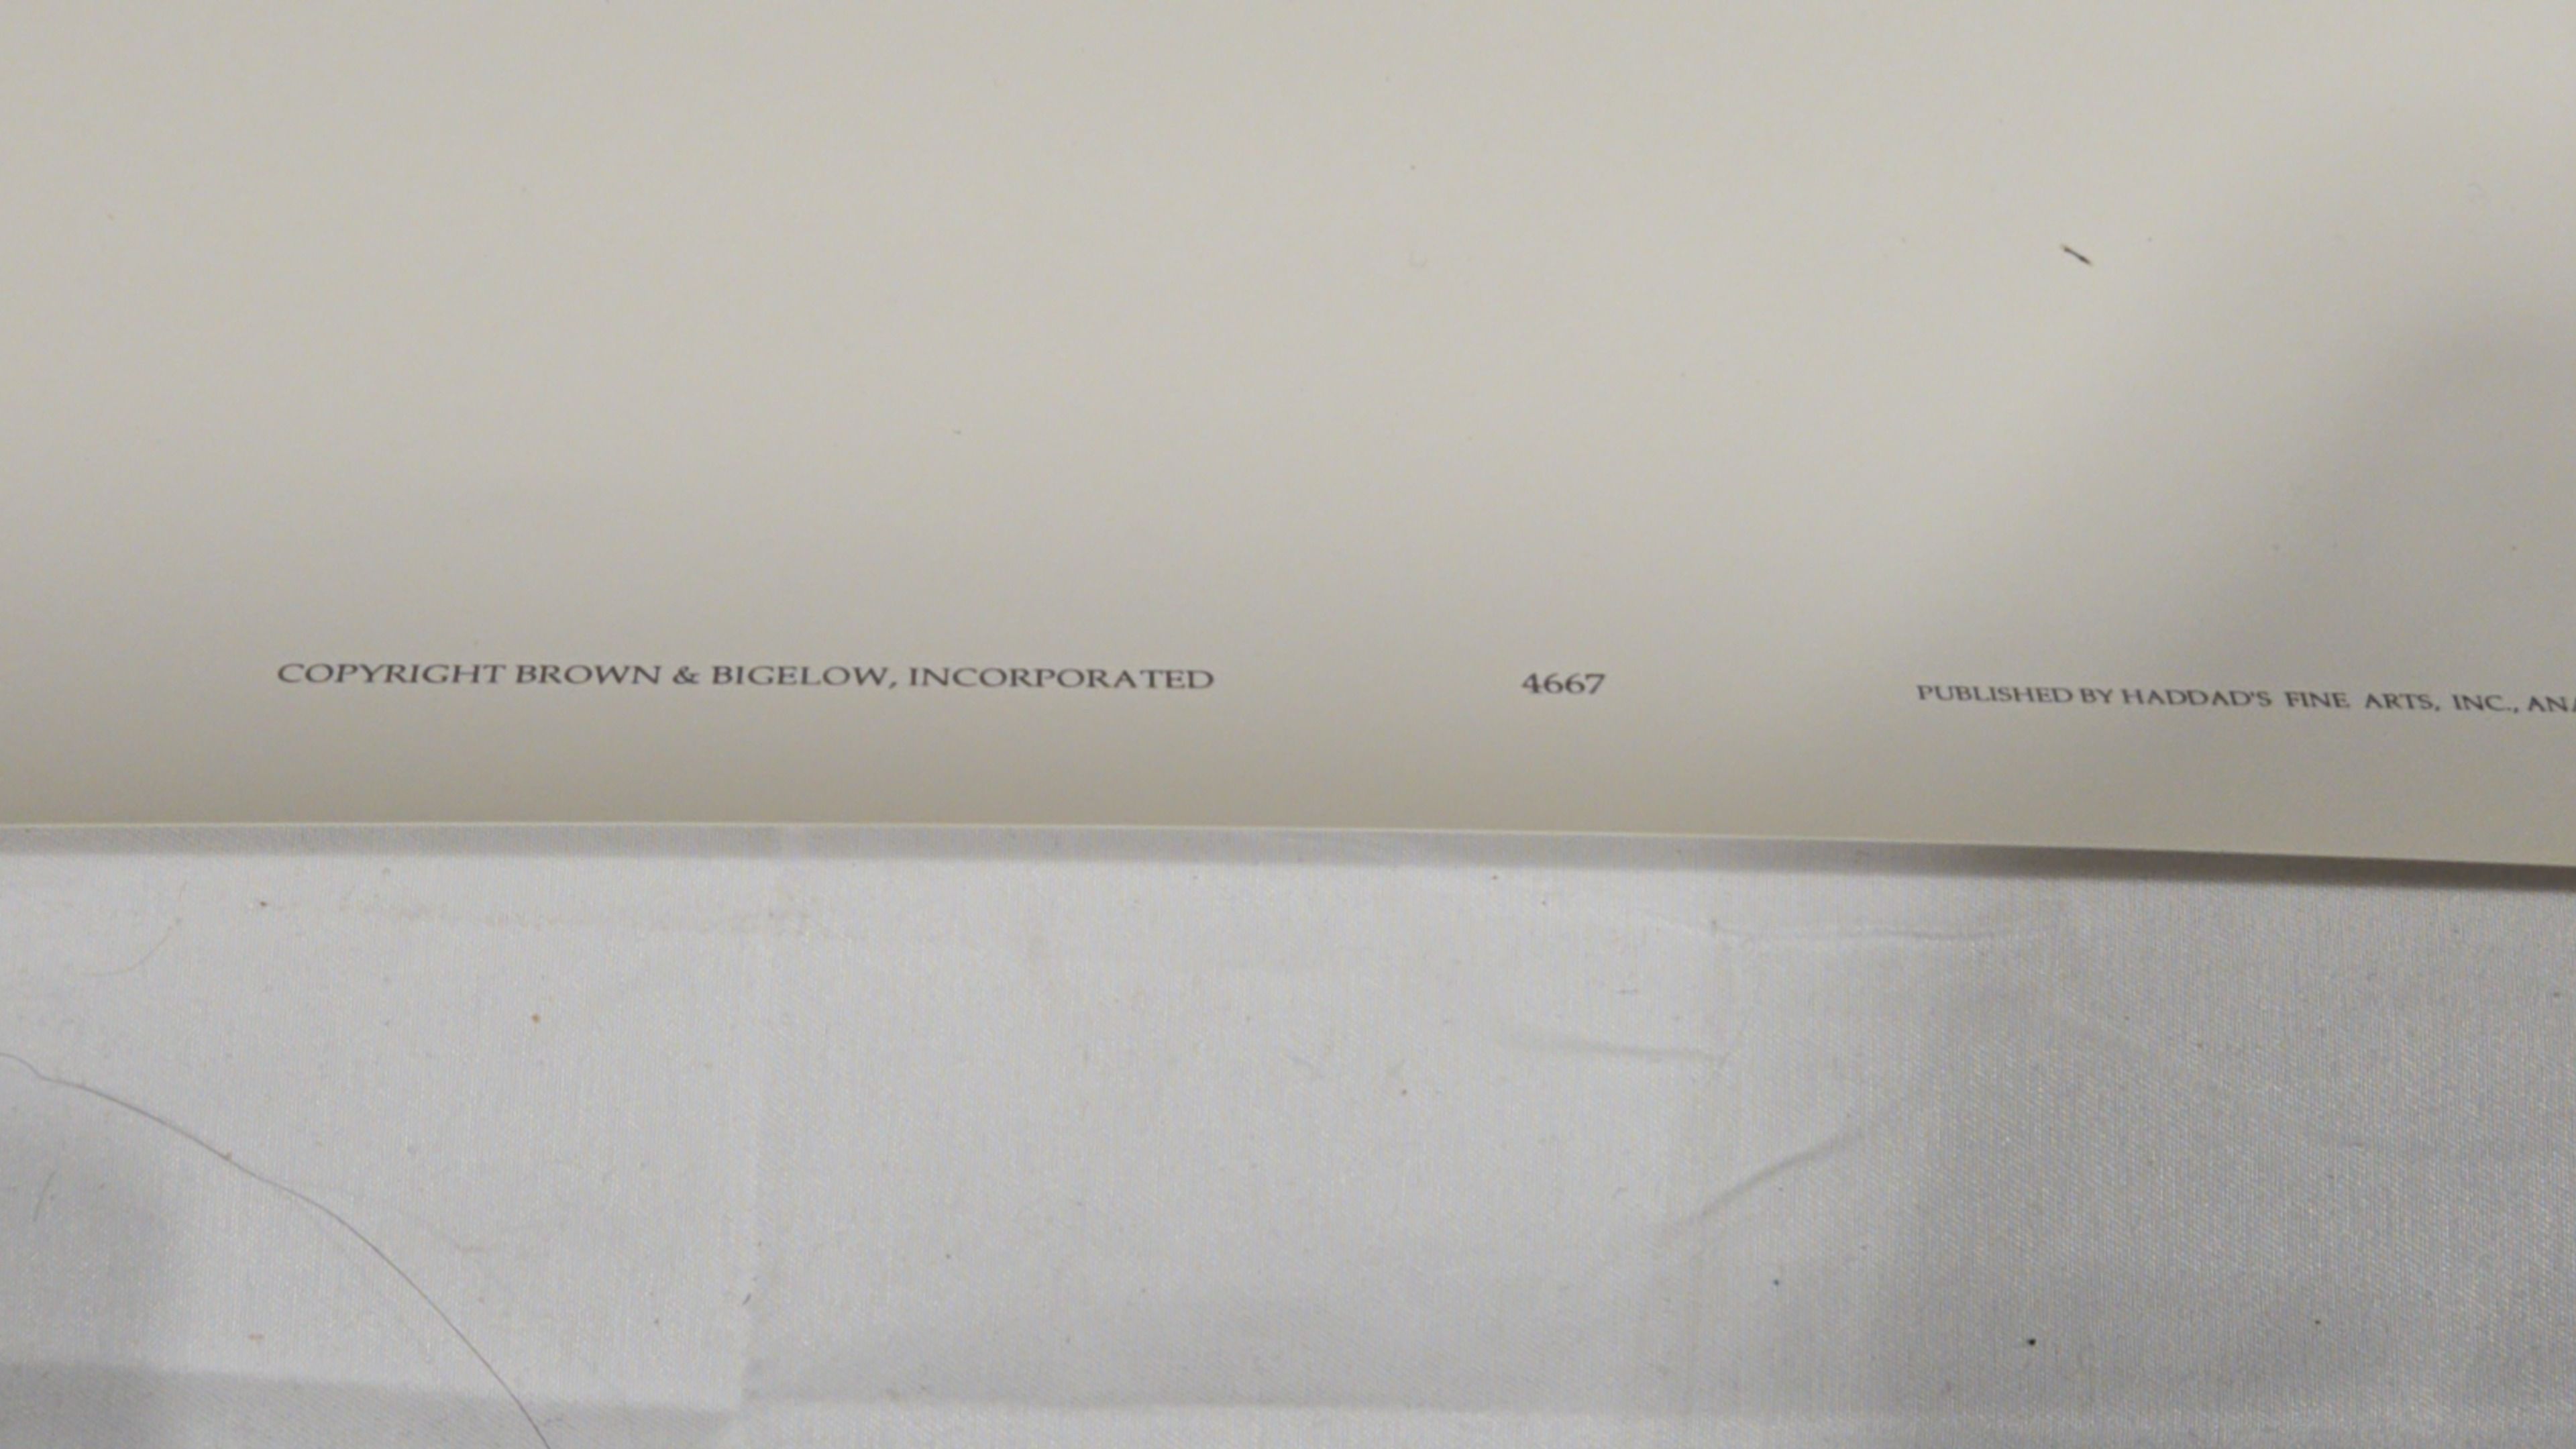 COPYRIGHT BROWN & BIGELOW, INCORPORATED 4667 PUBLISHED BY HADDAD'S FINE ARTS, INC.,